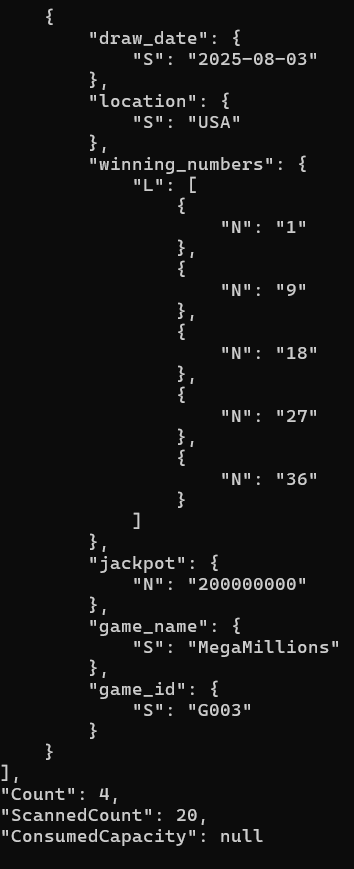 {
        "draw_date": {
            "S": "2025-08-03"
        },
        "location": {
            "S": "USA"
        },
        "winning_numbers": {
            "L": [
                {
                    "N": "1"
                },
                {
                    "N": "9"
                },
                {
                    "N": "18"
                },
                {
                    "N": "27"
                },
                {
                    "N": "36"
                }
            ]
        },
        "jackpot": {
            "N": "200000000"
        },
        "game_name": {
            "S": "MegaMillions"
        },
        "game_id": {
            "S": "G003"
        }
    }
],
"Count": 4,
"ScannedCount": 20,
"ConsumedCapacity": null